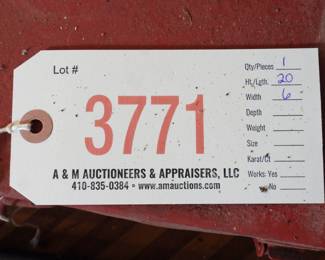 Lot #
3771
A & M AUCTIONEERS & APPRAISERS, LLC
410-835-0384 • www.amauctions.com
Qty/Pieces 1
Ht./Lgth. 20
Width 6
Depth
Weight
Size
Karat/Ct
Works: Yes
No